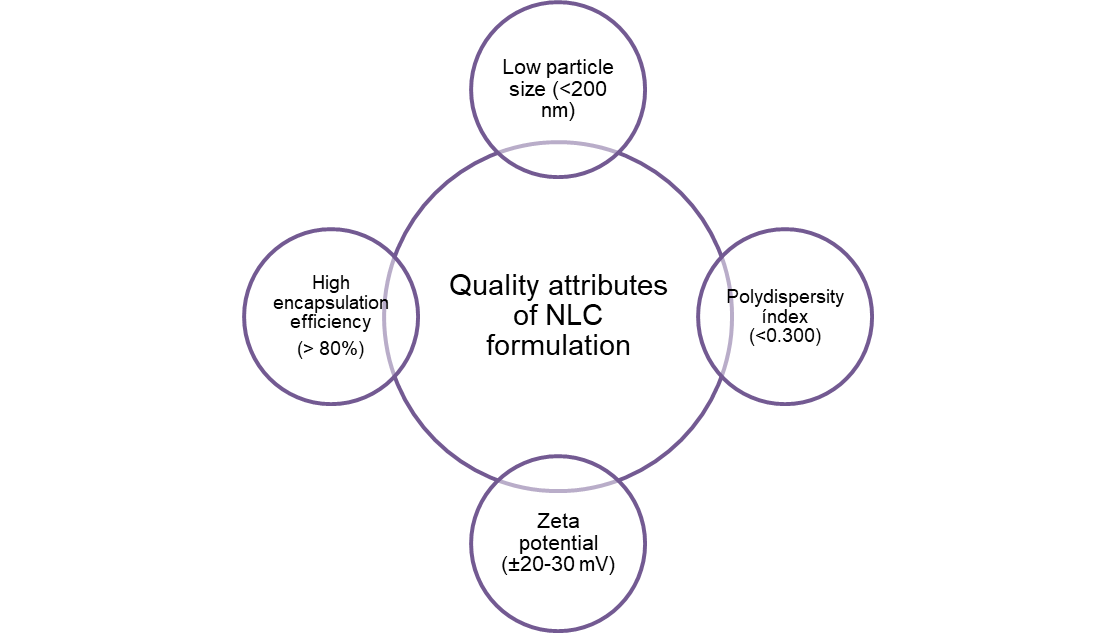 Low particle
size (<200
nm)
High
encapsulation
efficiency
(> 80%)
Quality attributes
of NLC
formulation
Polydispersity
índex
(<0.300)
Zeta
potential
(±20-30 mV)